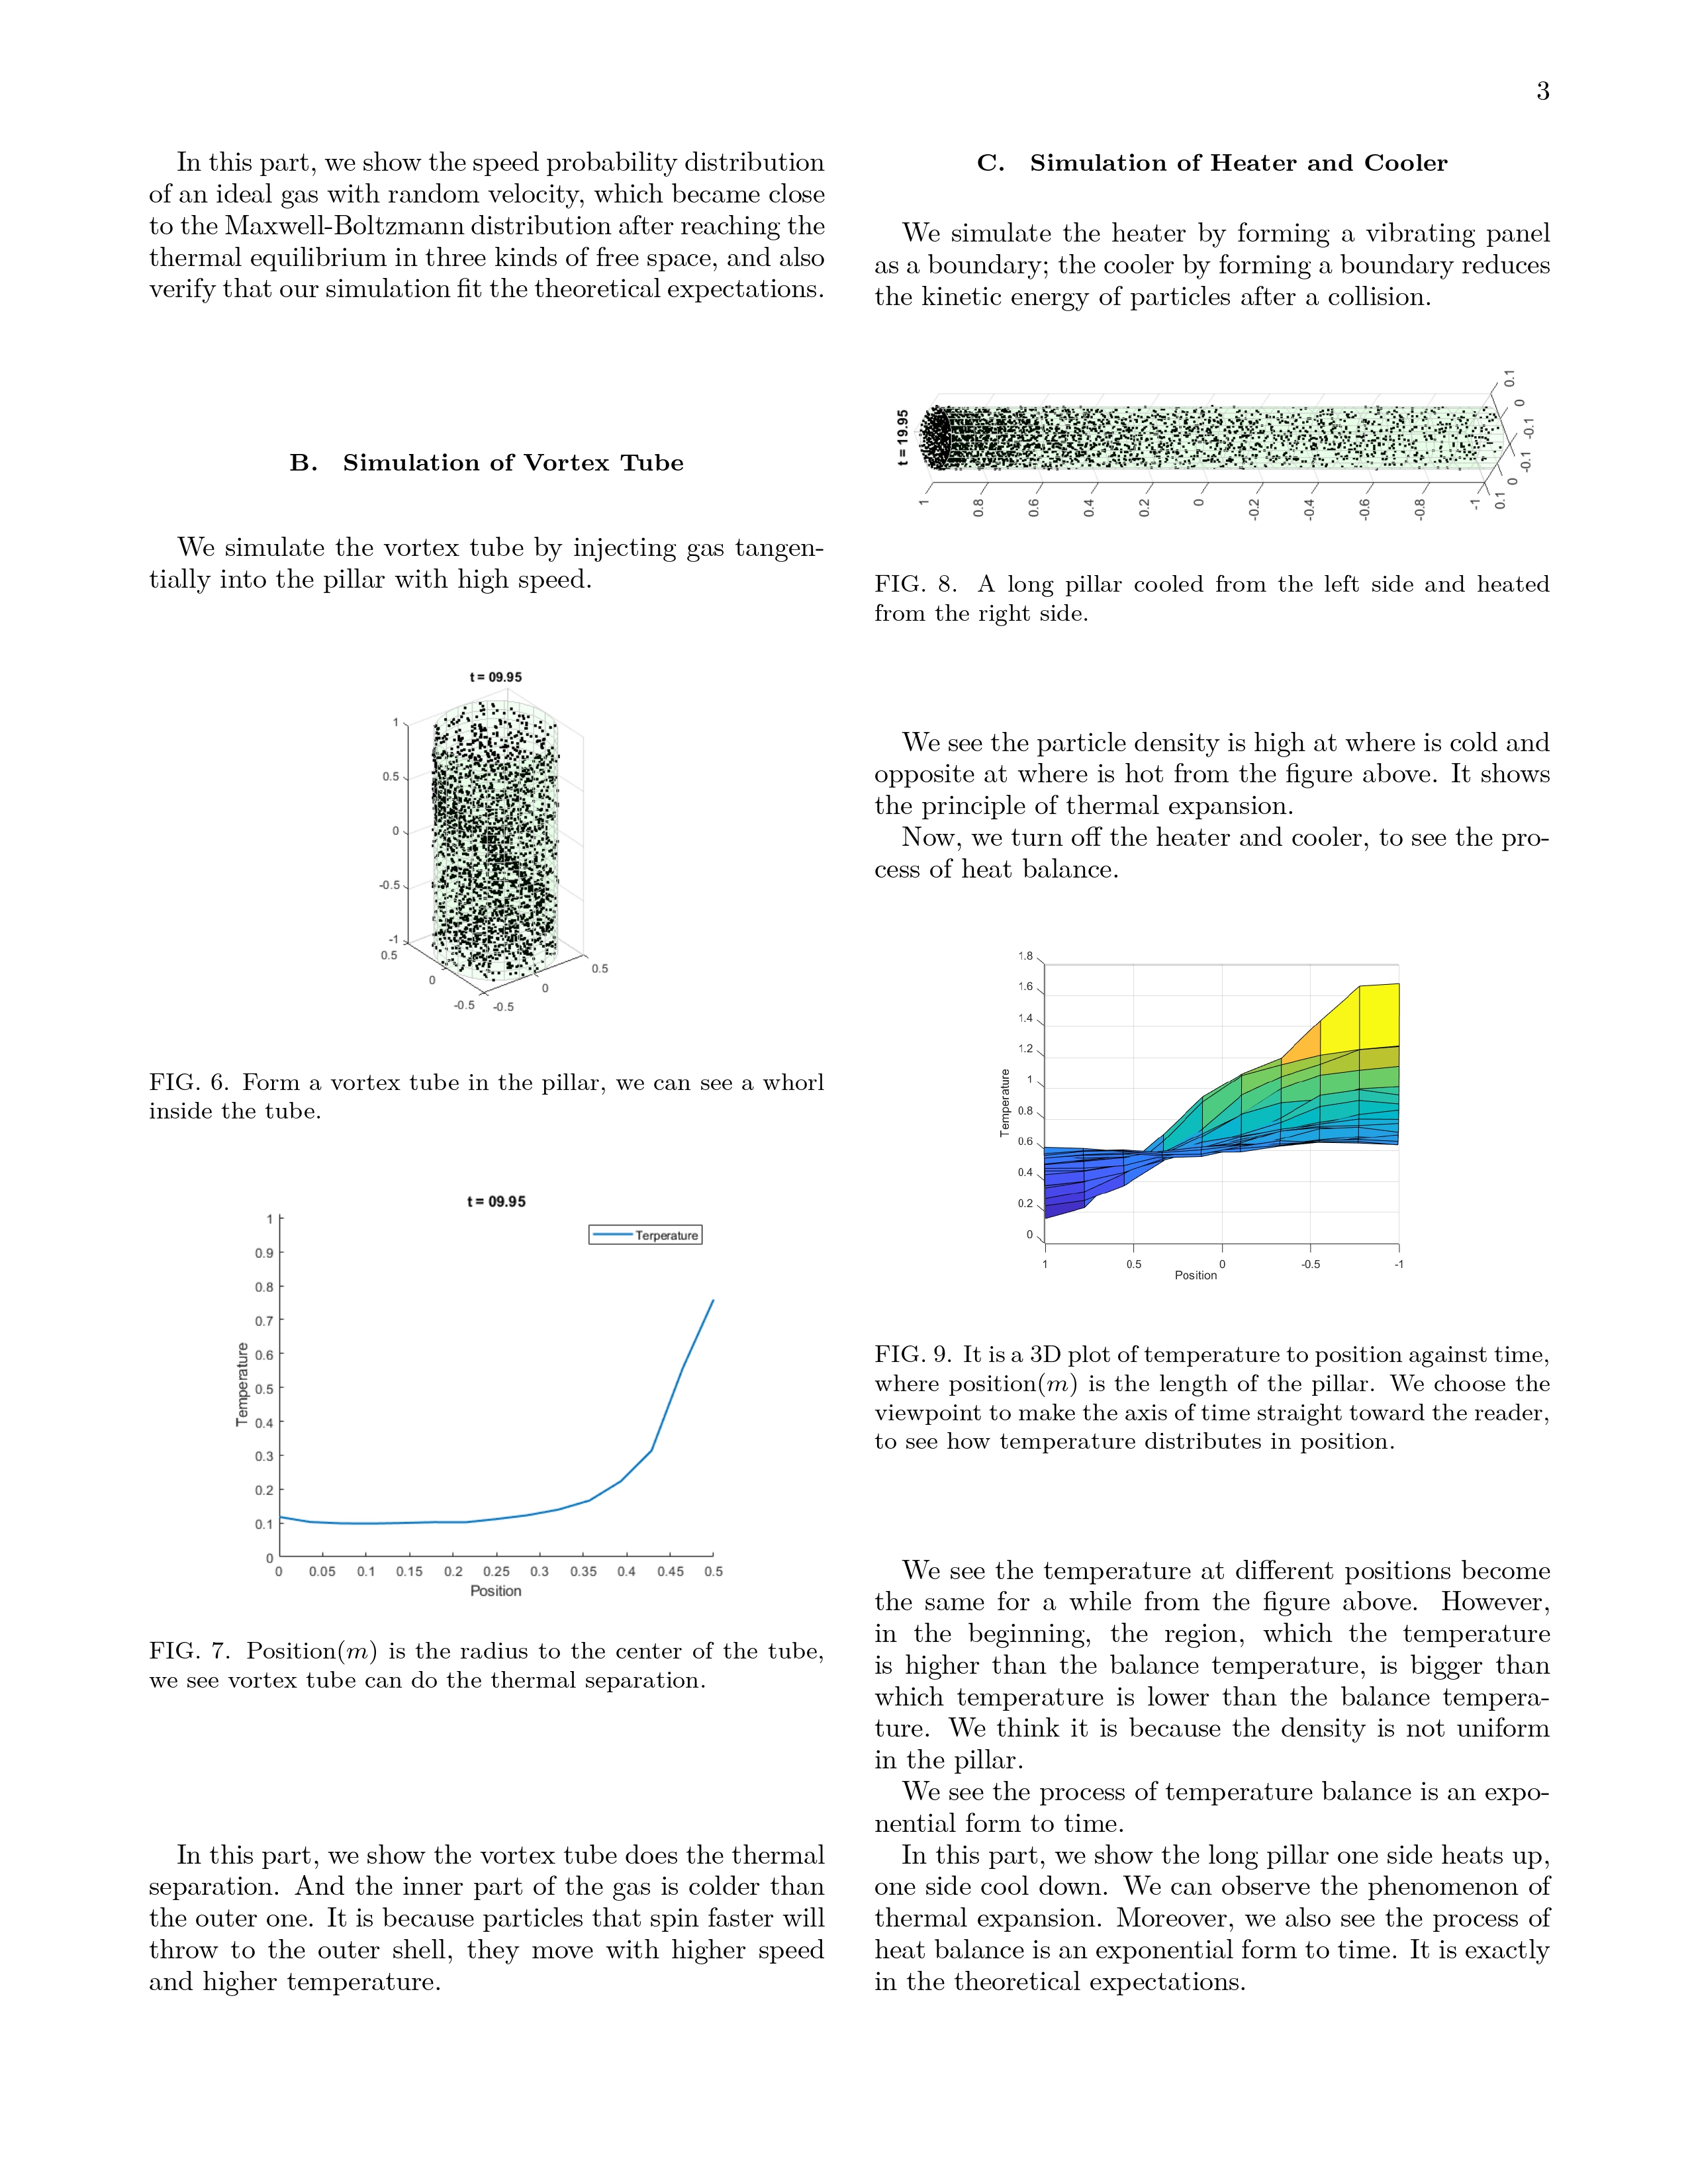 3
In this part, we show the speed probability distribution
of an ideal gas with random velocity, which became close
to the Maxwell-Boltzmann distribution after reaching the
thermal equilibrium in three kinds of free space, and also
verify that our simulation fit the theoretical expectations.
B. Simulation of Vortex Tube
We simulate the vortex tube by injecting gas tangen-
tially into the pillar with high speed.
t = 09.95
1
0.5
0
-0.5
-1
0.5
0
-0.5
-0.5
0
0.5
FIG. 6. Form a vortex tube in the pillar, we can see a whorl
inside the tube.
t = 09.95
Terperature
1
0.9
0.8
0.7
0.6
0.5
0.4
0.3
0.2
0.1
0
Temperature
0 0.05 0.1 0.15 0.2 0.25 0.3 0.35 0.4 0.45 0.5
Position
FIG. 7. Position(m) is the radius to the center of the tube,
we see vortex tube can do the thermal separation.
In this part, we show the vortex tube does the thermal
separation. And the inner part of the gas is colder than
the outer one. It is because particles that spin faster will
throw to the outer shell, they move with higher speed
and higher temperature.
C. Simulation of Heater and Cooler
We simulate the heater by forming a vibrating panel
as a boundary; the cooler by forming a boundary reduces
the kinetic energy of particles after a collision.
t = 19.95
0.1
0
-0.1
-0.1
0
0.1
1 0.8 0.6 0.4 0.2 0 -0.2 -0.4 -0.6 -0.8 -1
FIG. 8. A long pillar cooled from the left side and heated
from the right side.
We see the particle density is high at where is cold and
opposite at where is hot from the figure above. It shows
the principle of thermal expansion.
Now, we turn off the heater and cooler, to see the pro-
cess of heat balance.
1.8
1.6
1.4
1.2
1
0.8
0.6
0.4
0.2
0
Temperature
1 0.5 0 -0.5 -1
Position
FIG. 9. It is a 3D plot of temperature to position against time,
where position(m) is the length of the pillar. We choose the
viewpoint to make the axis of time straight toward the reader,
to see how temperature distributes in position.
We see the temperature at different positions become
the same for a while from the figure above. However,
in the beginning, the region, which the temperature
is higher than the balance temperature, is bigger than
which temperature is lower than the balance tempera-
ture. We think it is because the density is not uniform
in the pillar.
We see the process of temperature balance is an expo-
nential form to time.
In this part, we show the long pillar one side heats up,
one side cool down. We can observe the phenomenon of
thermal expansion. Moreover, we also see the process of
heat balance is an exponential form to time. It is exactly
in the theoretical expectations.